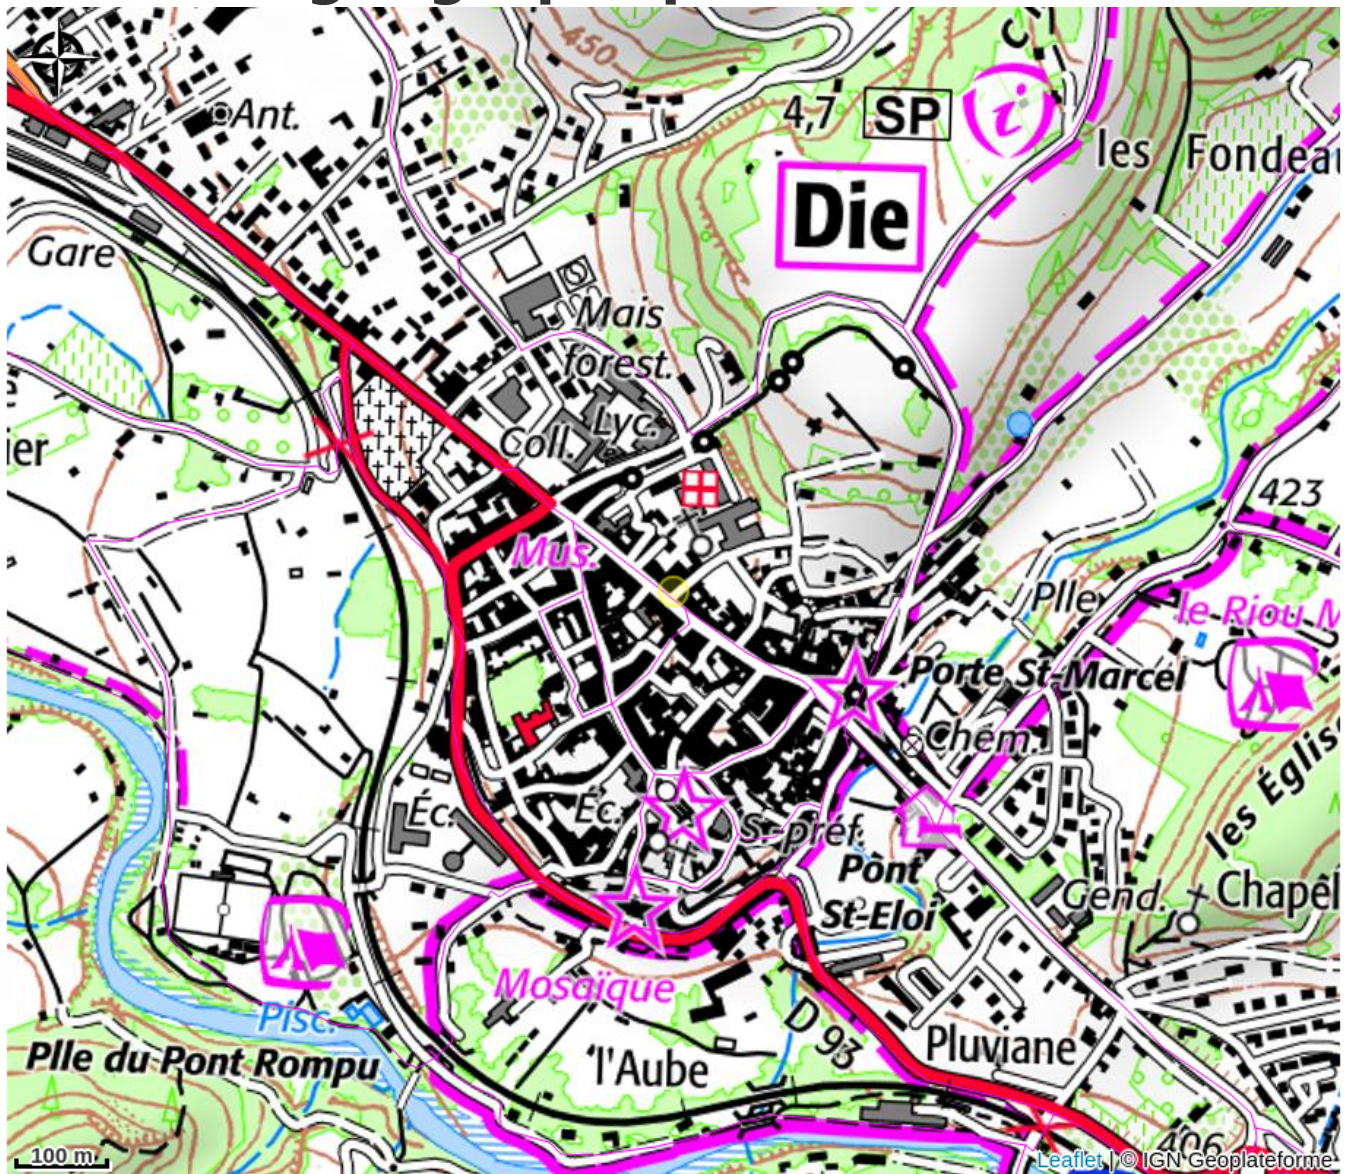 450
Ant.
4,7 SP
i
les Fondeau
Die
Gare
Mais
forest.
Lyc.
Coll.
ier
423
Mus.
Plle
le-Riou M
Porte St-Marcel
Chem.
les Églis
Éc.
Éc.
S.-préf.
Pont
St-Eloi
Gend.
Chapel
Mosaïque
Pisc.
D 93
Pluviane
Plle du Pont Rompu
l'Aube
406
100 m
Leaflet | © IGN Geoplateforme